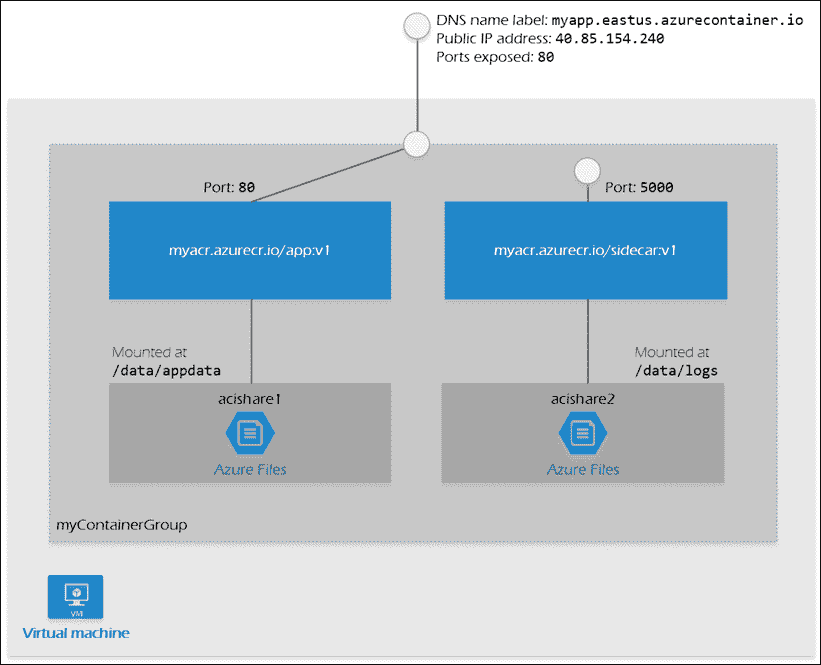 DNS name label: myapp.eastus.azurecontainer.io
Public IP address: 40.85.154.240
Ports exposed: 80
Port: 80
Port: 5000
myacr.azurecr.io/app:v1
myacr.azurecr.io/sidecar:v1
Mounted at
/data/appdata
Mounted at
/data/logs
acishare1
acishare2
Azure Files
Azure Files
myContainerGroup
VM
Virtual machine